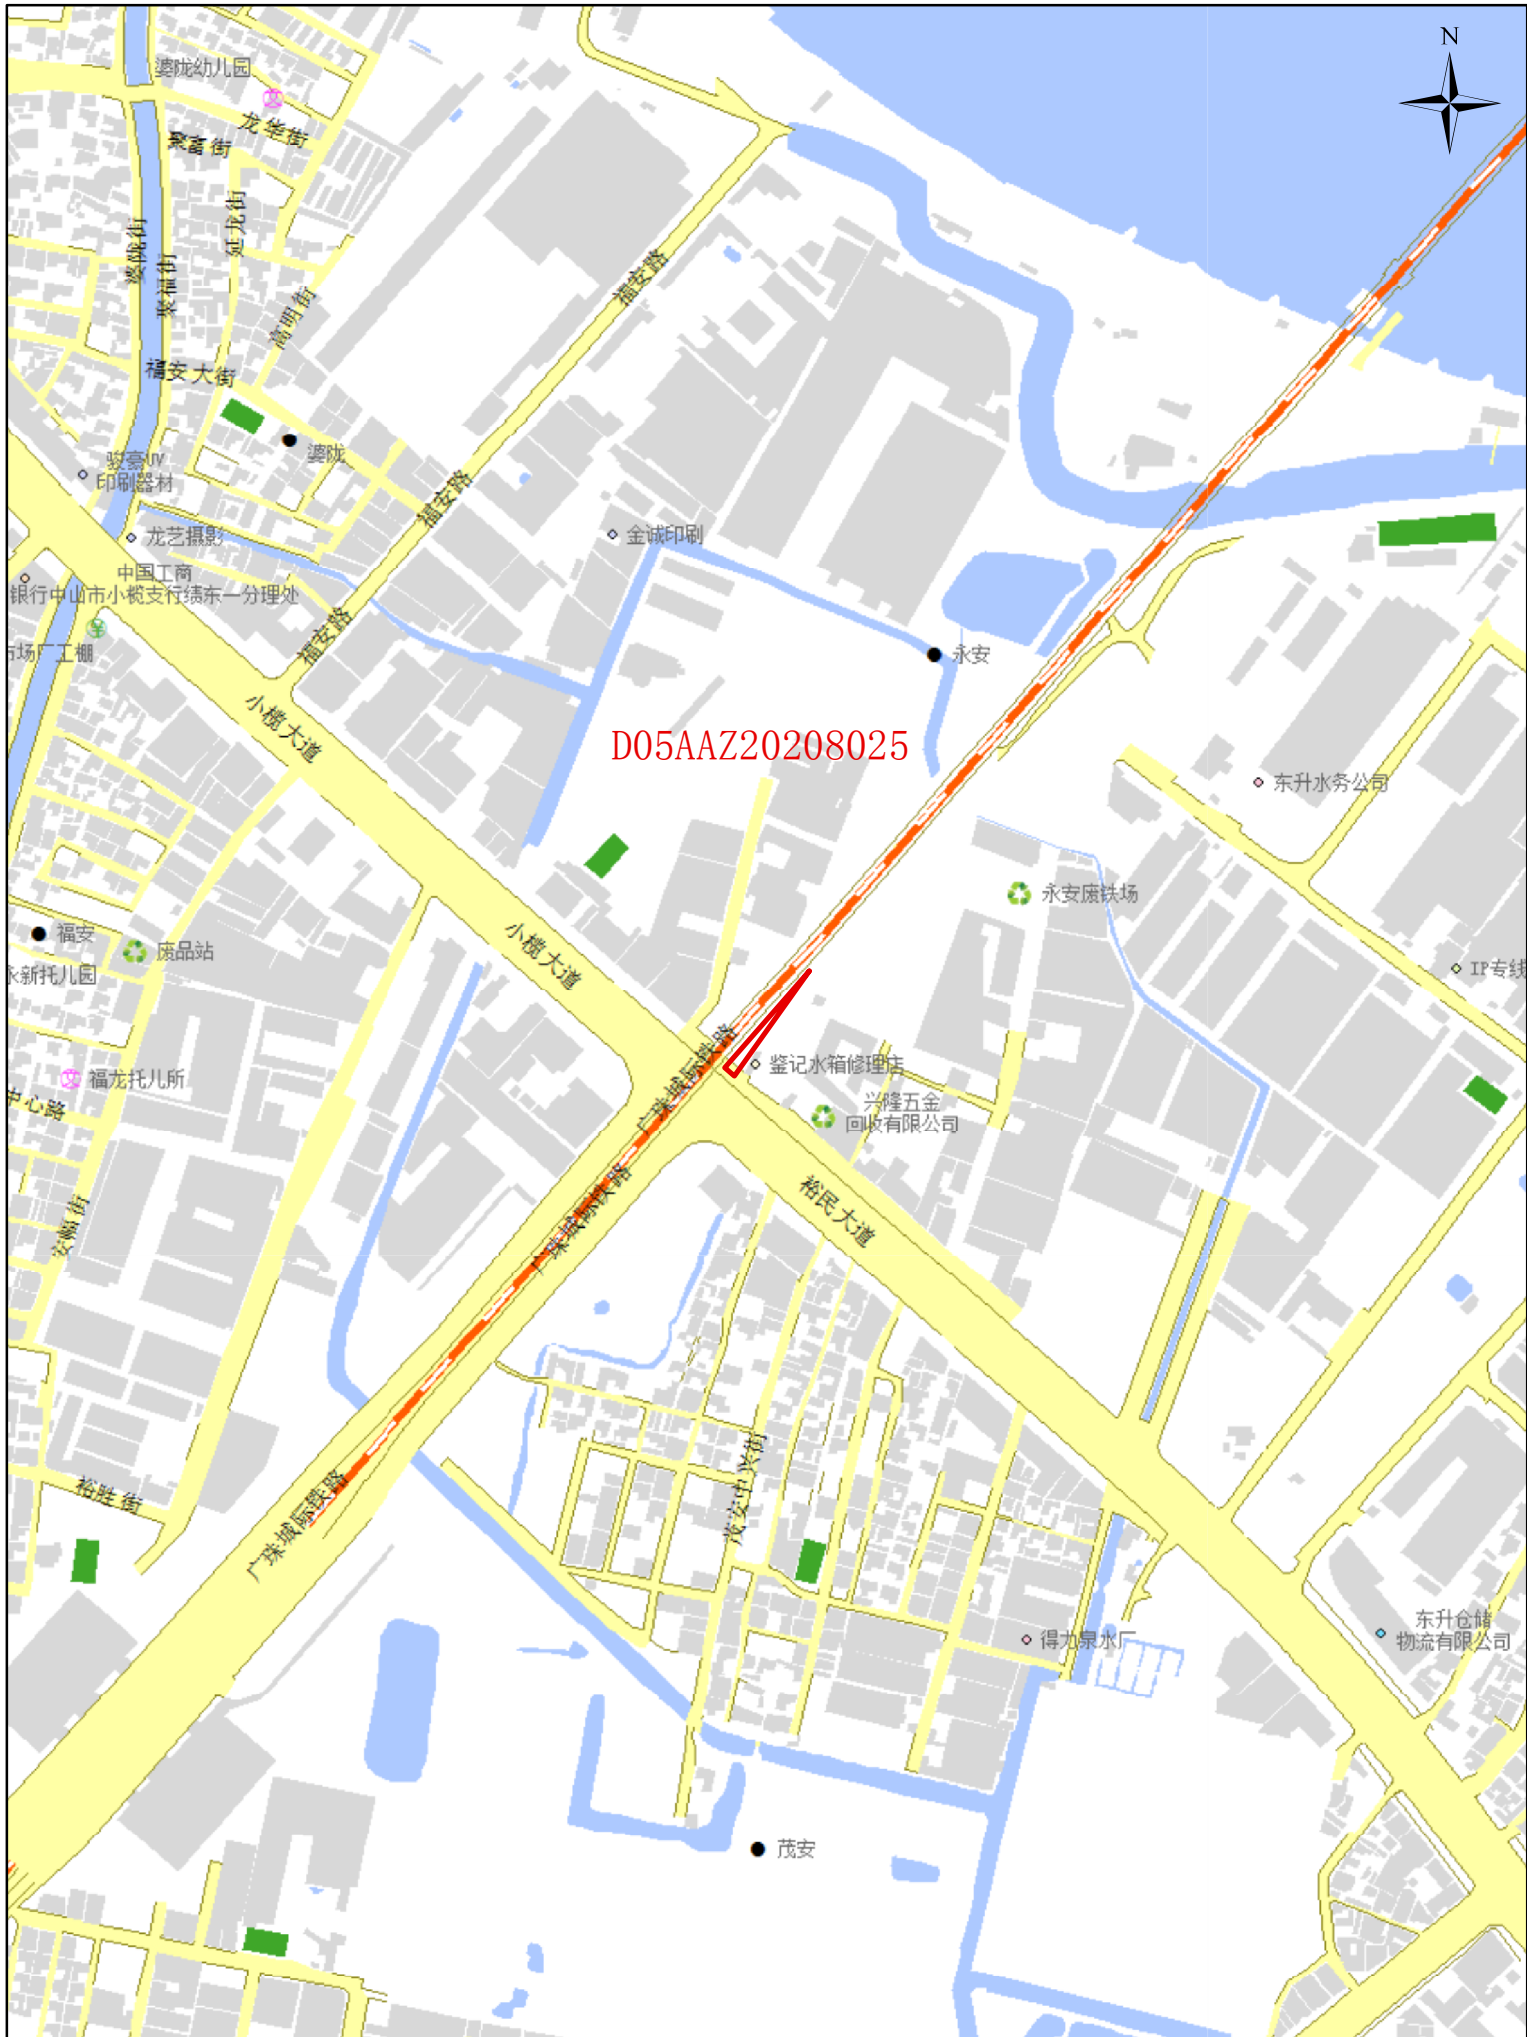 N
婆陇幼儿园
龙华街
聚富街
延龙街
婆陇街
聚福街
高明街
福安路
福安大街
婆陇
骏豪UV
印刷器材
福安路
龙艺摄影
金诚印刷
中国工商
银行中山市小榄支行绩东一分理处
福安路
市场厂工棚
永安
小榄大道
D05AAZ20208025
东升水务公司
永安废铁场
福安
废品站
小榄大道
永新托儿园
IP专线
广珠城际铁路
鉴记水箱修理店
福龙托儿所
中心路
兴隆五金
回收有限公司
广珠城际铁路
裕民大道
安顺街
茂安中兴街
裕胜街
广珠城际铁路
得力泉水厂
东升仓储
物流有限公司
茂安